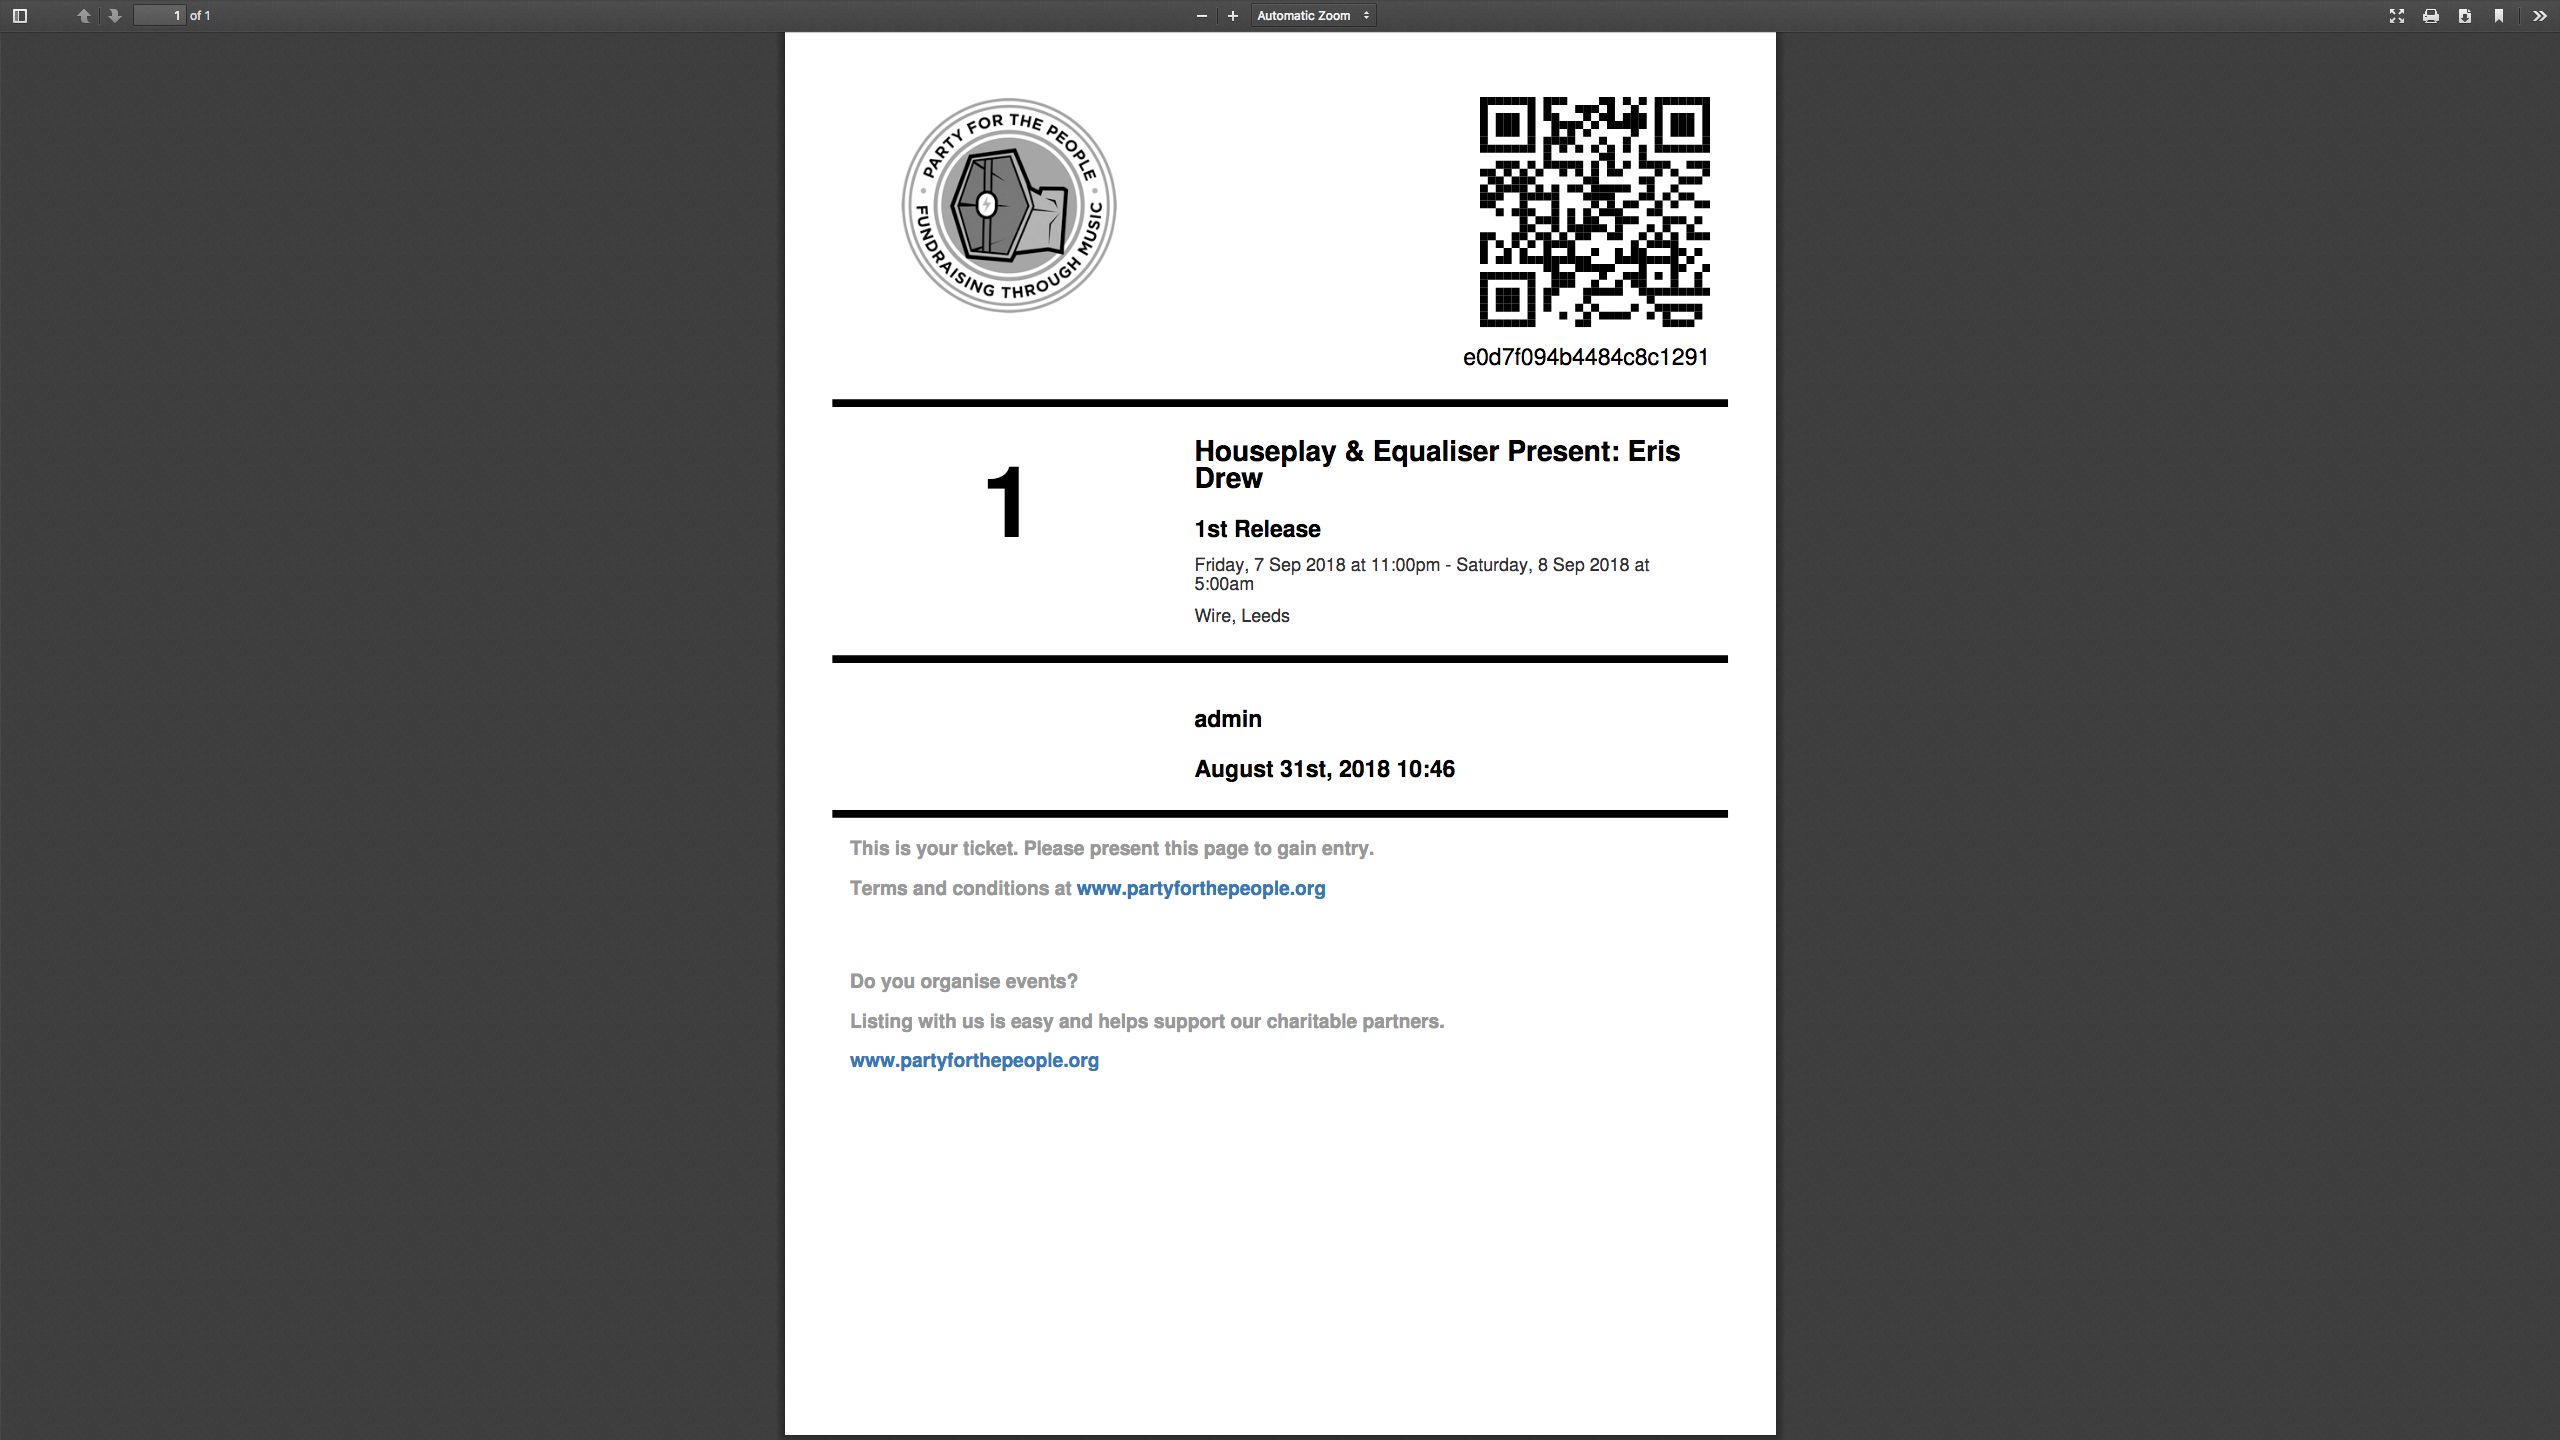 1 of 1
Automatic Zoom
PARTY FOR THE PEOPLE
FUNDRAISING THROUGH MUSIC
e0d7f094b4484c8c1291
1
Houseplay & Equaliser Present: Eris
Drew
1st Release
Friday, 7 Sep 2018 at 11:00pm - Saturday, 8 Sep 2018 at
5:00am
Wire, Leeds
admin
August 31st, 2018 10:46
This is your ticket. Please present this page to gain entry.
Terms and conditions at www.partyforthepeople.org
Do you organise events?
Listing with us is easy and helps support our charitable partners.
www.partyforthepeople.org